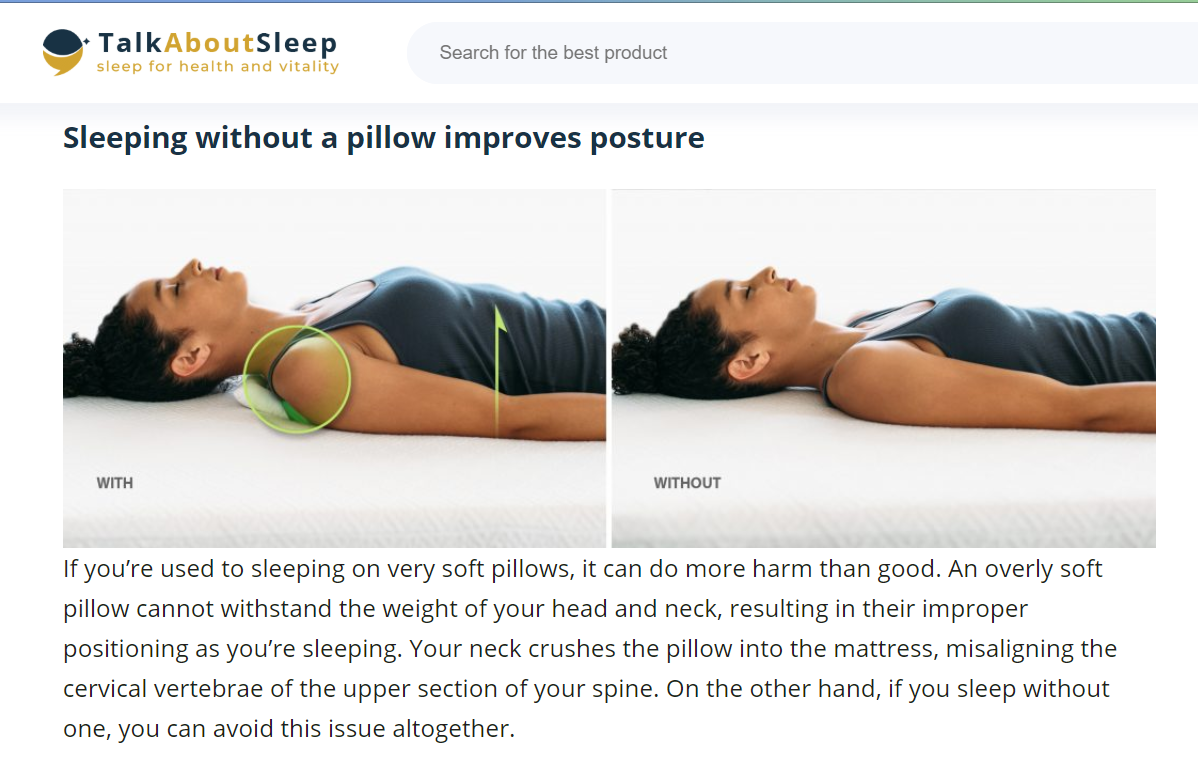 TalkAboutSleep
sleep for health and vitality
Search for the best product
Sleeping without a pillow improves posture
WITH
WITHOUT
If you’re used to sleeping on very soft pillows, it can do more harm than good. An overly soft
pillow cannot withstand the weight of your head and neck, resulting in their improper
positioning as you’re sleeping. Your neck crushes the pillow into the mattress, misaligning the
cervical vertebrae of the upper section of your spine. On the other hand, if you sleep without
one, you can avoid this issue altogether.